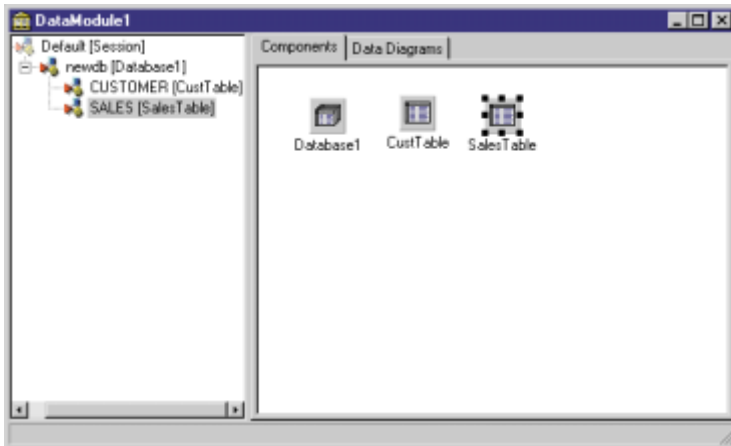 DataModule1
Default [Session]
newdb [Database1]
CUSTOMER [CustTable]
SALES [SalesTable]
Components
Data Diagrams
Database1
CustTable
SalesTable